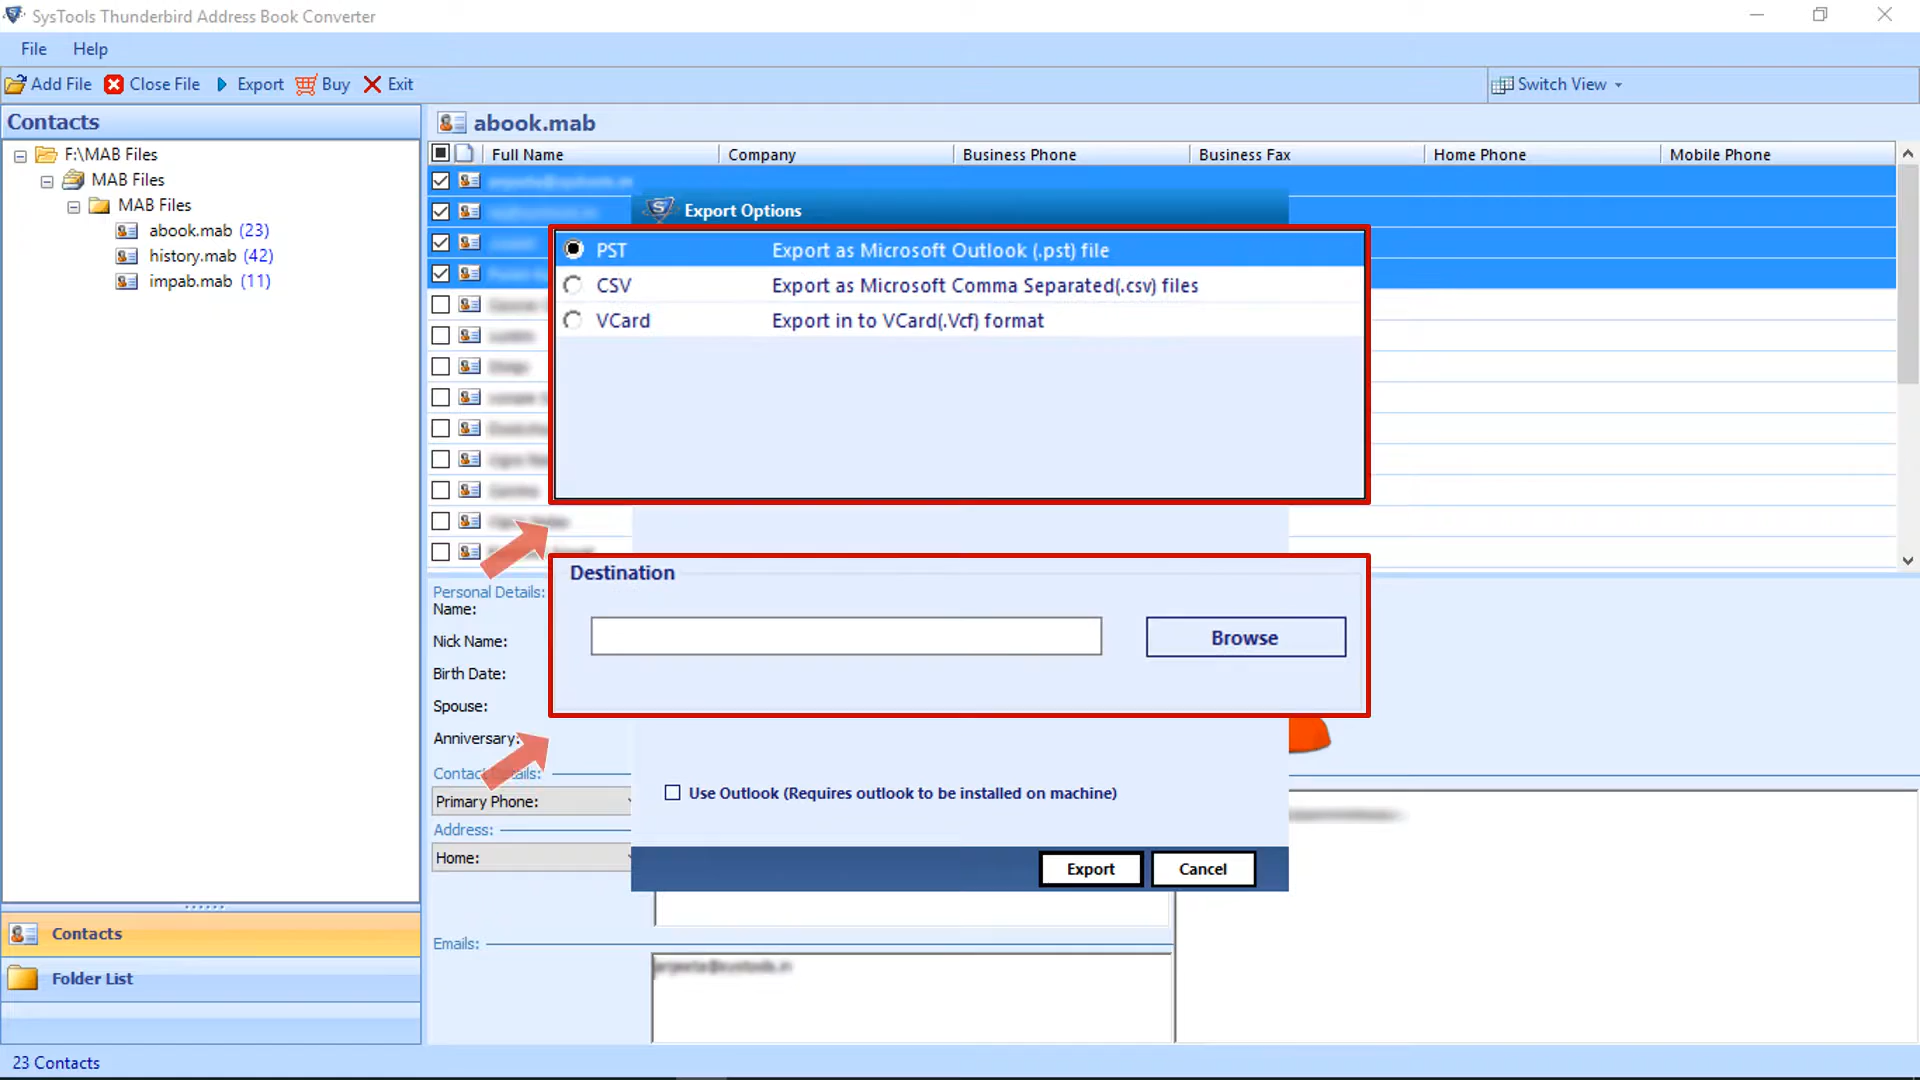 SysTools Thunderbird Address Book Converter
File Help
Add File Close File Export Buy Exit Switch View
Contacts
F:\MAB Files
MAB Files
MAB Files
abook.mab (23)
history.mab (42)
impab.mab (11)
abook.mab
Full Name Company Business Phone Business Fax Home Phone Mobile Phone
Export Options
PST Export as Microsoft Outlook (.pst) file
CSV Export as Microsoft Comma Separated(.csv) files
VCard Export in to VCard(.Vcf) format
Destination
Browse
Use Outlook (Requires outlook to be installed on machine)
Export Cancel
Personal Details:
Name:
Nick Name:
Birth Date:
Spouse:
Anniversary:
Contact Details:
Primary Phone:
Address:
Home:
Emails:
Contacts
Folder List
23 Contacts